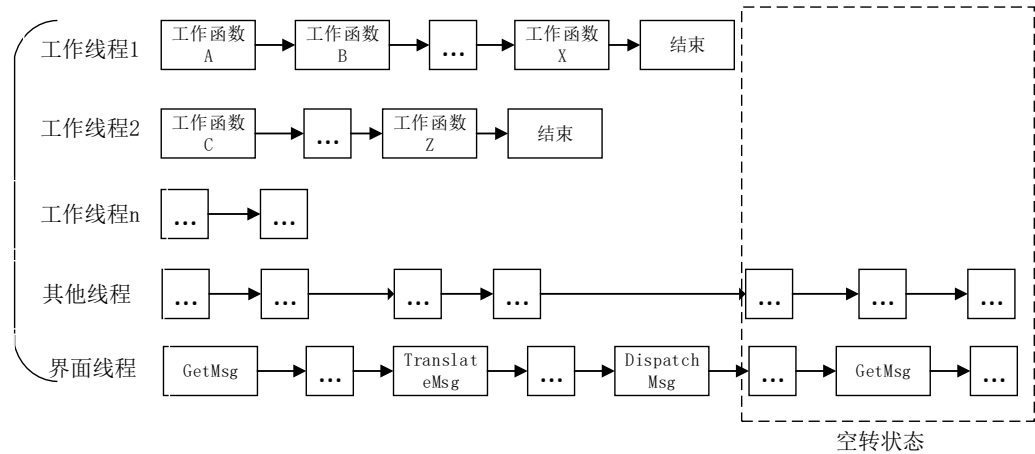 工作线程1
工作函数
A
工作函数
B
...
工作函数
X
结束
工作线程2
工作函数
C
...
工作函数
Z
结束
工作线程n
...
...
其他线程
...
...
...
...
...
...
...
界面线程
GetMsg
...
Translat
eMsg
...
Dispatch
Msg
...
GetMsg
...
空转状态